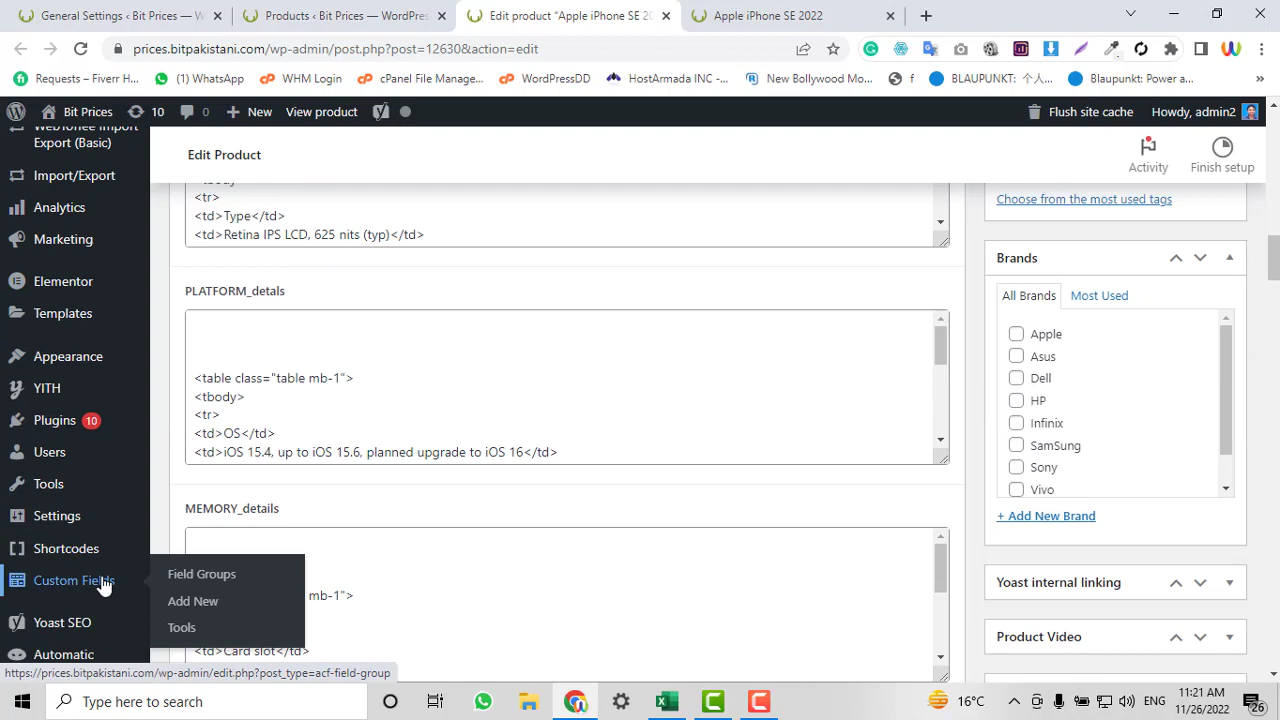 General Settings ‹ Bit Prices — W
Products ‹ Bit Prices — WordPres
Edit product "Apple iPhone SE 20
Apple iPhone SE 2022
prices.bitpakistani.com/wp-admin/post.php?post=12630&action=edit
Requests – Fiverr H...
(1) WhatsApp
WHM Login
cPanel File Manage...
WordPressDD
HostArmada INC -...
New Bollywood Mo...
f
BLAUPUNKT: 个人...
Blaupunkt: Power a...
Bit Prices
10
0
New
View product
Flush site cache
Howdy, admin2
WebToffee Import
Export (Basic)
Import/Export
Analytics
Marketing
Elementor
Templates
Appearance
YITH
Plugins 10
Users
Tools
Settings
Shortcodes
Custom Fields
Yoast SEO
Automatic
Field Groups
Add New
Tools
Edit Product
Activity
Finish setup
<tbody>
<tr>
<td>Type</td>
<td>Retina IPS LCD, 625 nits (typ)</td>
PLATFORM_detals
<table class="table mb-1">
<tbody>
<tr>
<td>OS</td>
<td>iOS 15.4, up to iOS 15.6, planned upgrade to iOS 16</td>
MEMORY_details
mb-1">
<td>Card slot</td>
Choose from the most used tags
Brands
All Brands
Most Used
Apple
Asus
Dell
HP
Infinix
SamSung
Sony
Vivo
+ Add New Brand
Yoast internal linking
Product Video
https://prices.bitpakistani.com/wp-admin/edit.php?post_type=acf-field-group
Type here to search
16°C
ENG
11:21 AM
11/26/2022
26